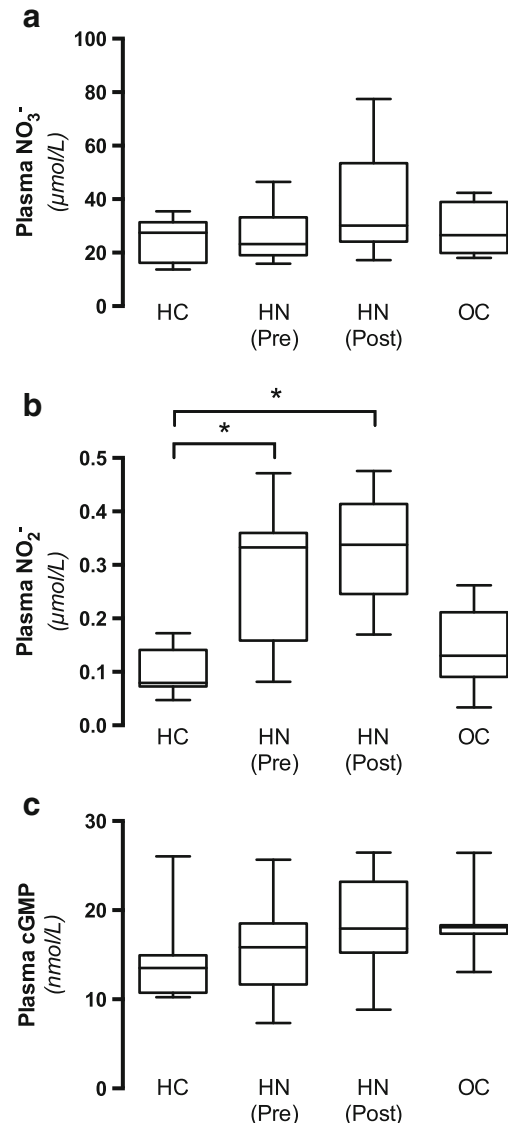 a
Plasma NO₃⁻
(µmol/L)
100
80
60
40
20
0
HC
HN
(Pre)
HN
(Post)
OC
b
*
*
Plasma NO₂⁻
(µmol/L)
0.5
0.4
0.3
0.2
0.1
0.0
HC
HN
(Pre)
HN
(Post)
OC
c
Plasma cGMP
(nmol/L)
30
20
10
0
HC
HN
(Pre)
HN
(Post)
OC